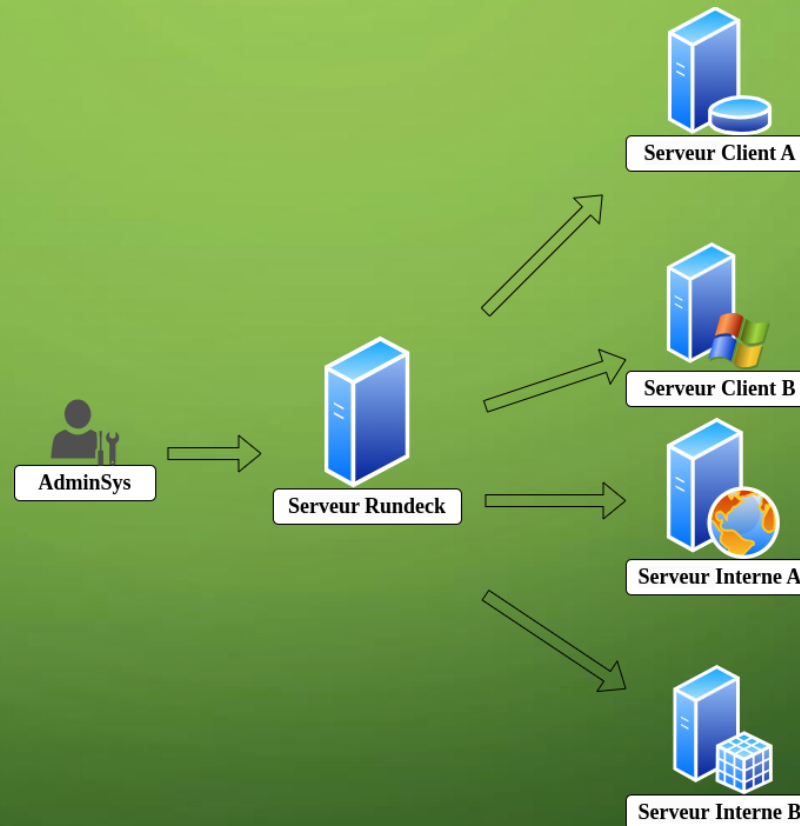 Serveur Client A
Serveur Client B
AdminSys
Serveur Rundeck
Serveur Interne A
Serveur Interne B